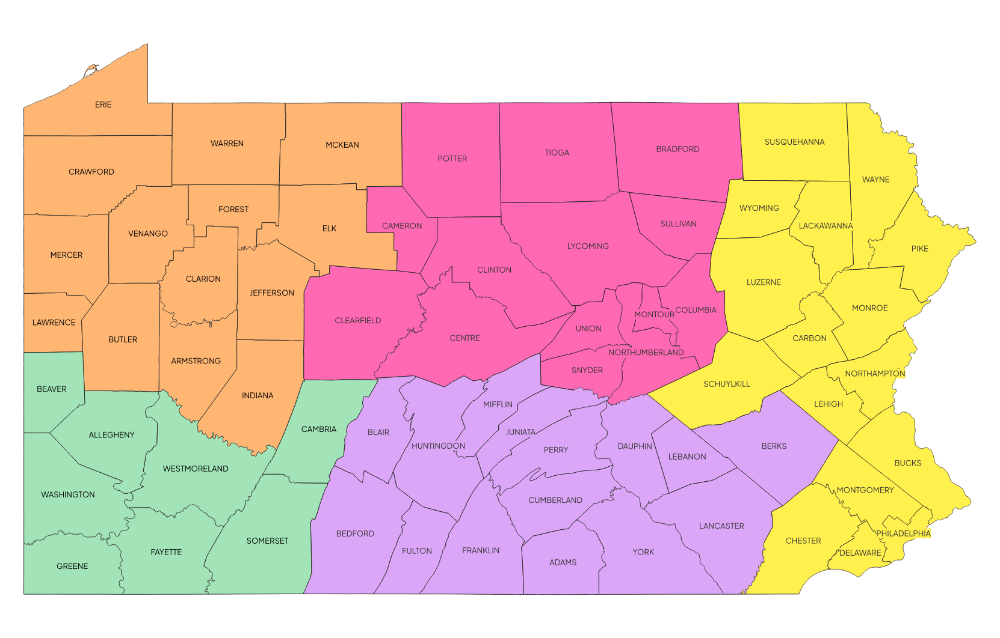 ERIE
WARREN
MCKEAN
POTTER
TIOGA
BRADFORD
SUSQUEHANNA
WAYNE
CRAWFORD
FOREST
ELK
CAMERON
VENANGO
MERCER
CLARION
JEFFERSON
CLINTON
LYCOMING
SULLIVAN
WYOMING
LACKAWANNA
PIKE
LUZERNE
MONROE
LAWRENCE
BUTLER
ARMSTRONG
INDIANA
CLEARFIELD
CENTRE
UNION
MONTOUR
COLUMBIA
NORTHUMBERLAND
SNYDER
CARBON
SCHUYLKILL
NORTHAMPTON
LEHIGH
BEAVER
ALLEGHENY
WESTMORELAND
CAMBRIA
BLAIR
HUNTINGDON
MIFFLIN
JUNIATA
PERRY
DAUPHIN
LEBANON
BERKS
BUCKS
MONTGOMERY
WASHINGTON
GREENE
FAYETTE
SOMERSET
BEDFORD
FULTON
FRANKLIN
CUMBERLAND
ADAMS
YORK
LANCASTER
CHESTER
DELAWARE
PHILADELPHIA